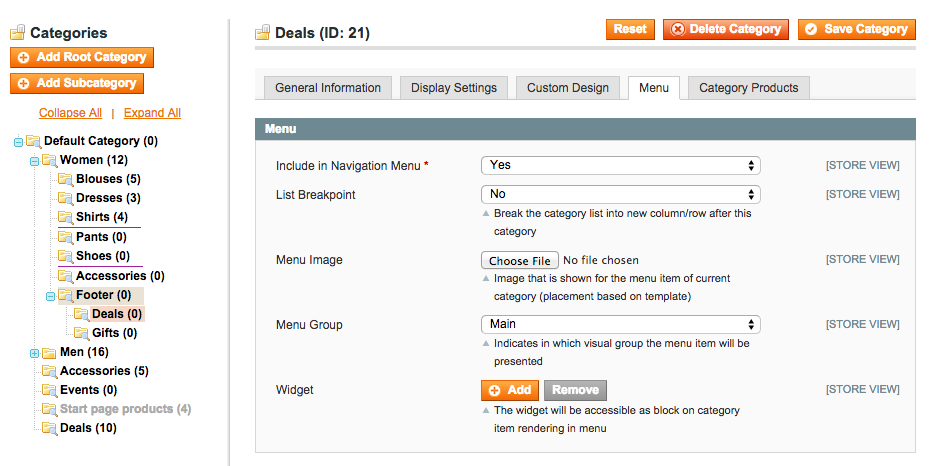 Categories
Add Root Category
Add Subcategory
Collapse All | Expand All
Default Category (0)
Women (12)
Blouses (5)
Dresses (3)
Shirts (4)
Pants (0)
Shoes (0)
Accessories (0)
Footer (0)
Deals (0)
Gifts (0)
Men (16)
Accessories (5)
Events (0)
Start page products (4)
Deals (10)
Deals (ID: 21)
Reset Delete Category Save Category
General Information Display Settings Custom Design Menu Category Products
Menu
Include in Navigation Menu * Yes [STORE VIEW]
List Breakpoint No [STORE VIEW]
Break the category list into new column/row after this
category
Menu Image Choose File No file chosen [STORE VIEW]
Image that is shown for the menu item of current
category (placement based on template)
Menu Group Main [STORE VIEW]
Indicates in which visual group the menu item will be
presented
Widget Add Remove [STORE VIEW]
The widget will be accessible as block on category
item rendering in menu